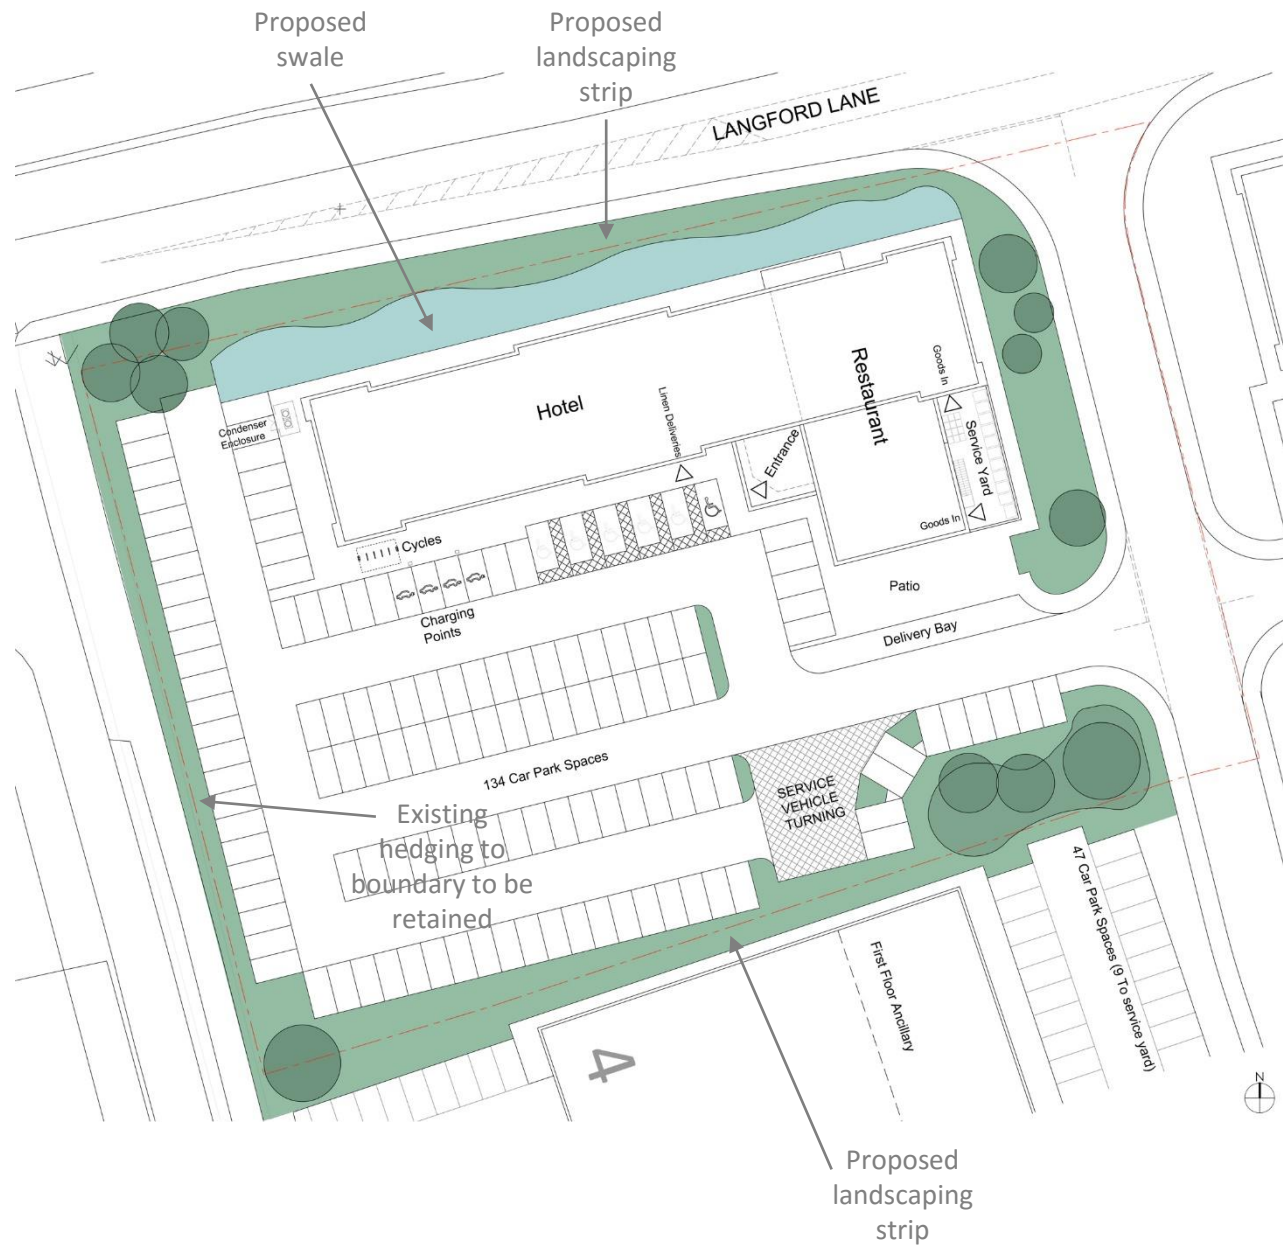 Proposed
swale
Proposed
landscaping
strip
LANGFORD LANE
Hotel
Restaurant
Goods In
Linen Deliveries
Entrance
Service Yard
Goods In
Condenser
Enclosure
Cycles
Charging
Points
Patio
Delivery Bay
134 Car Park Spaces
SERVICE
VEHICLE
TURNING
Existing
hedging to
boundary to be
retained
47 Car Park Spaces (9 To service yard)
First Floor Ancillary
4
N
Proposed
landscaping
strip